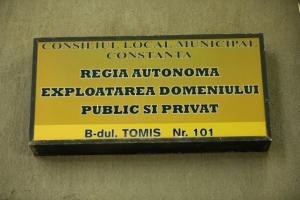 CONSILIUL LOCAL MUNICIPAL
CONSTANTA
REGIA AUTONOMA
EXPLOATAREA DOMENIULUI
PUBLIC SI PRIVAT
B-dul. TOMIS Nr. 101